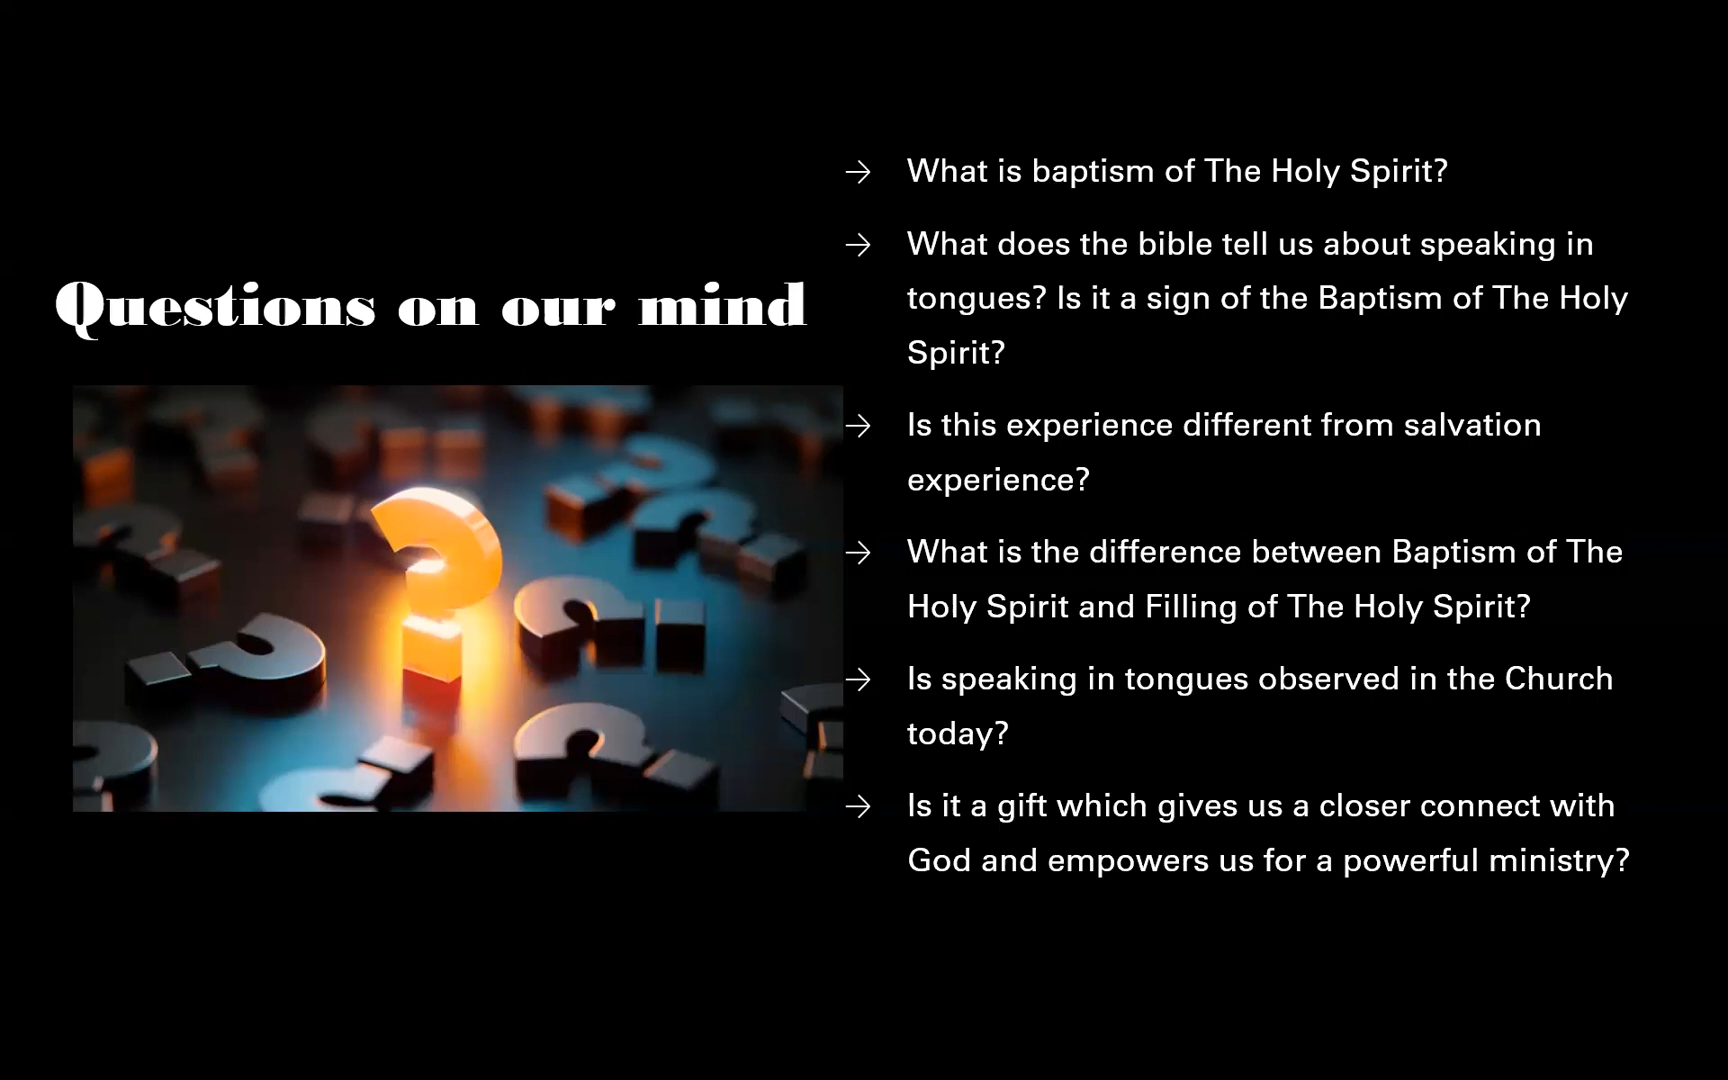 Questions on our mind
→ What is baptism of The Holy Spirit?
→ What does the bible tell us about speaking in
tongues? Is it a sign of the Baptism of The Holy
Spirit?
→ Is this experience different from salvation
experience?
→ What is the difference between Baptism of The
Holy Spirit and Filling of The Holy Spirit?
→ Is speaking in tongues observed in the Church
today?
→ Is it a gift which gives us a closer connect with
God and empowers us for a powerful ministry?